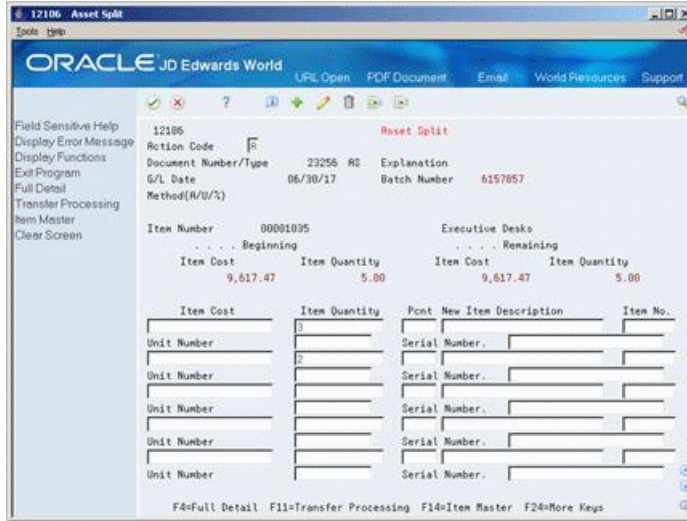 12106 Asset Split
Tools Help
ORACLE JD Edwards World
URL Open PDF Document Email World Resources Support
Field Sensitive Help
Display Error Message
Display Functions
Exit Program
Full Detail
Transfer Processing
Item Master
Clear Screen
12106 Asset Split
Action Code A
Document Number/Type 23256 AS Explanation
G/L Date 06/30/17 Batch Number 6157857
Method(A/U/%)
Item Number 00001035 Executive Desks
. . . . Beginning . . . . Remaining
Item Cost Item Quantity Item Cost Item Quantity
9,617.47 5.00 9,617.47 5.00
Item Cost Item Quantity Pcnt New Item Description Item No.
3
Unit Number Serial Number.
2
Unit Number Serial Number.
Unit Number Serial Number.
Unit Number Serial Number.
Unit Number Serial Number.
F4=Full Detail F11=Transfer Processing F14=Item Master F24=More Keys